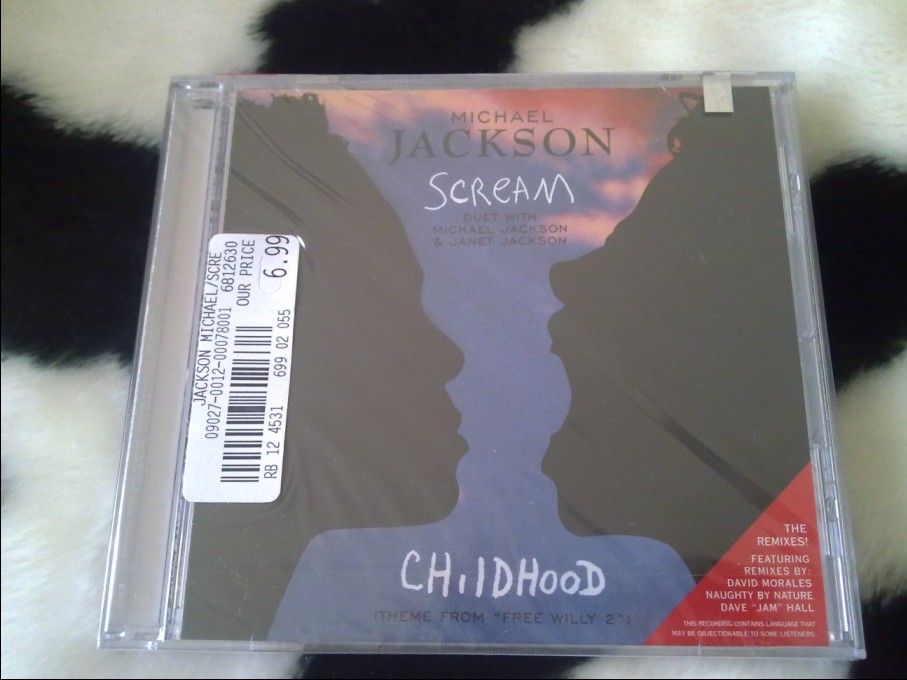 MICHAEL
JACKSON
SCREAM
DUET WITH
MICHAEL JACKSON
& JANET JACKSON
JACKSON MICHAEL/SCRE
09027-0012-00078001 6812630
OUR PRICE 6.99
RB 12 4531 699 02 055
CHILDHOOD
(THEME FROM "FREE WILLY 2")
THE
REMIXES!
FEATURING
REMIXES BY:
DAVID MORALES
NAUGHTY BY NATURE
DAVE "JAM" HALL
THIS RECORDING CONTAINS LANGUAGE THAT
MAY BE OBJECTIONABLE TO SOME LISTENERS.